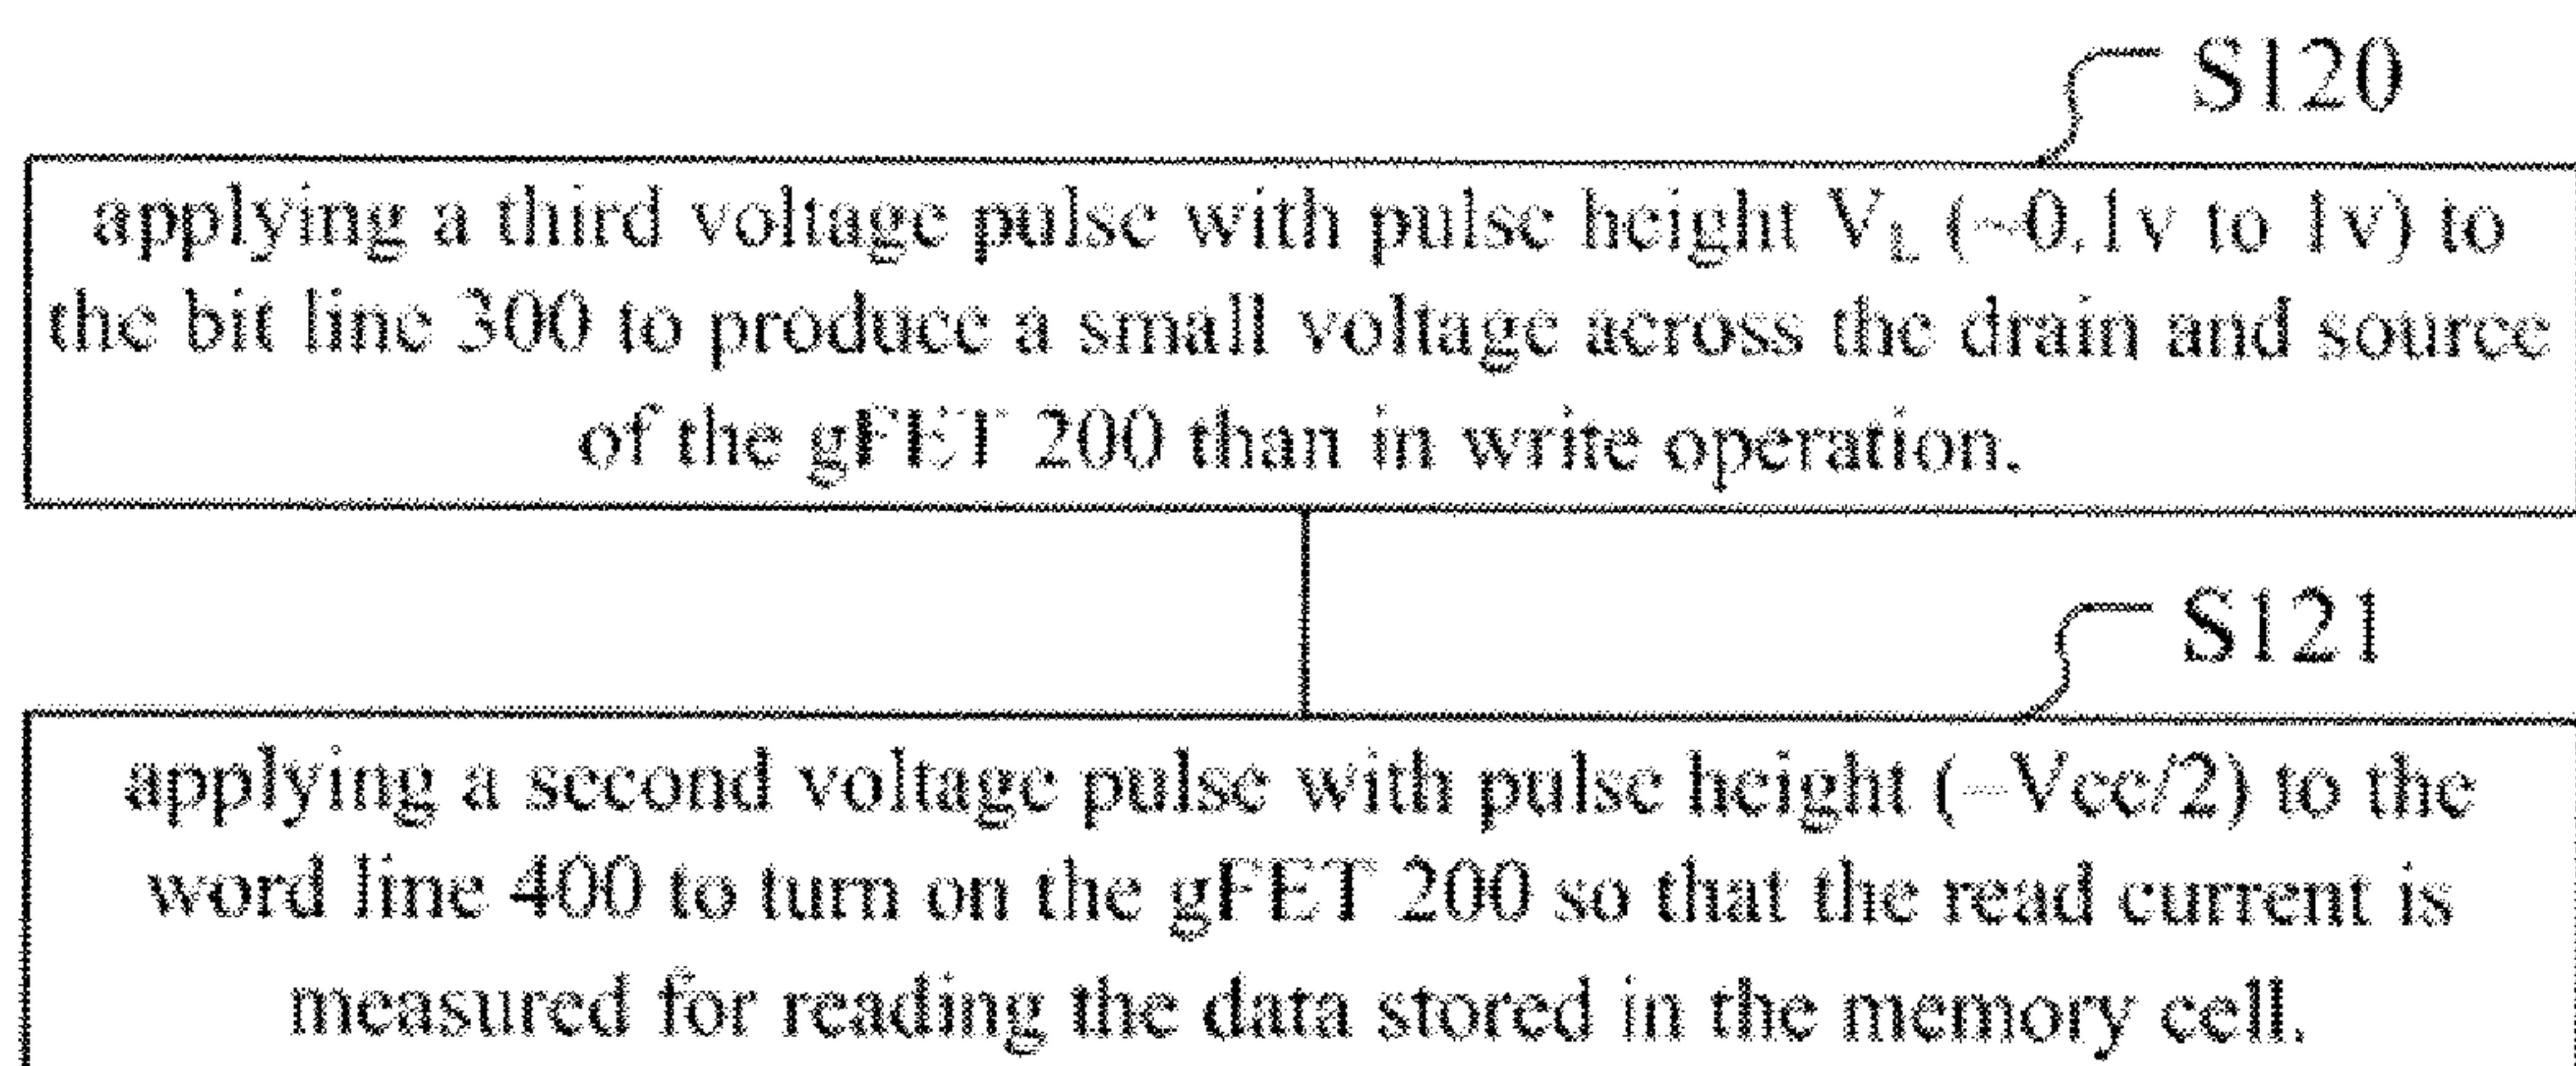 S120
applying a third voltage pulse with pulse height V_L (~0.1v to 1v) to
the bit line 300 to produce a small voltage across the drain and source
of the gFET 200 than in write operation.
S121
applying a second voltage pulse with pulse height (–Vcc/2) to the
word line 400 to turn on the gFET 200 so that the read current is
measured for reading the data stored in the memory cell.